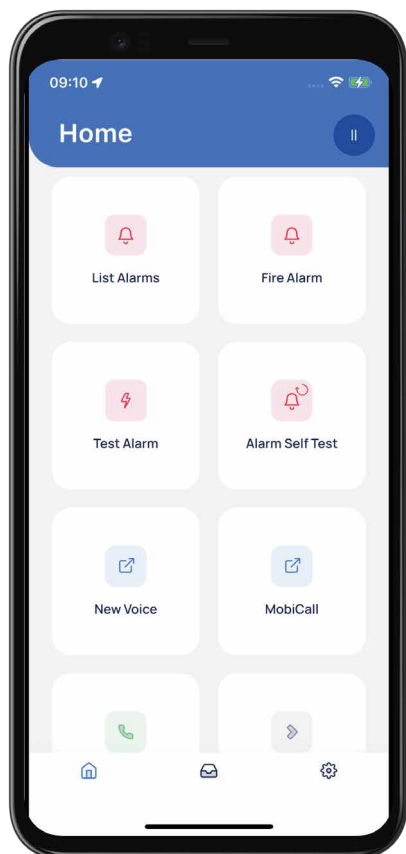 09:10
Home
List Alarms
Fire Alarm
Test Alarm
Alarm Self Test
New Voice
MobiCall